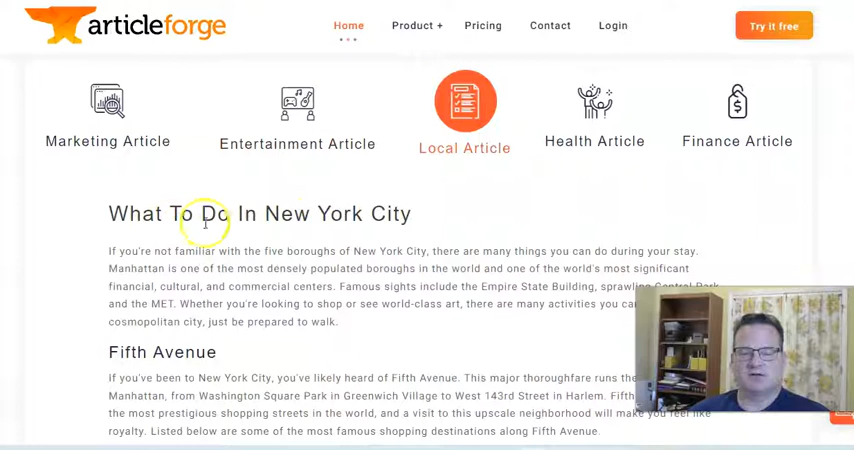 articleforge
Home
Product +
Pricing
Contact
Login
Try it free
Marketing Article
Entertainment Article
Local Article
Health Article
Finance Article
What To Do In New York City
If you're not familiar with the five boroughs of New York City, there are many things you can do during your stay.
Manhattan is one of the most densely populated boroughs in the world and one of the world's most significant
financial, cultural, and commercial centers. Famous sights include the Empire State Building, sprawling Central Park
and the MET. Whether you're looking to shop or see world-class art, there are many activities you can
cosmopolitan city, just be prepared to walk.
Fifth Avenue
If you've been to New York City, you've likely heard of Fifth Avenue. This major thoroughfare runs the
Manhattan, from Washington Square Park in Greenwich Village to West 143rd Street in Harlem.
the most prestigious shopping streets in the world, and a visit to this upscale neighborhood will make you feel like
royalty. Listed below are some of the most famous shopping destinations along Fifth Avenue.